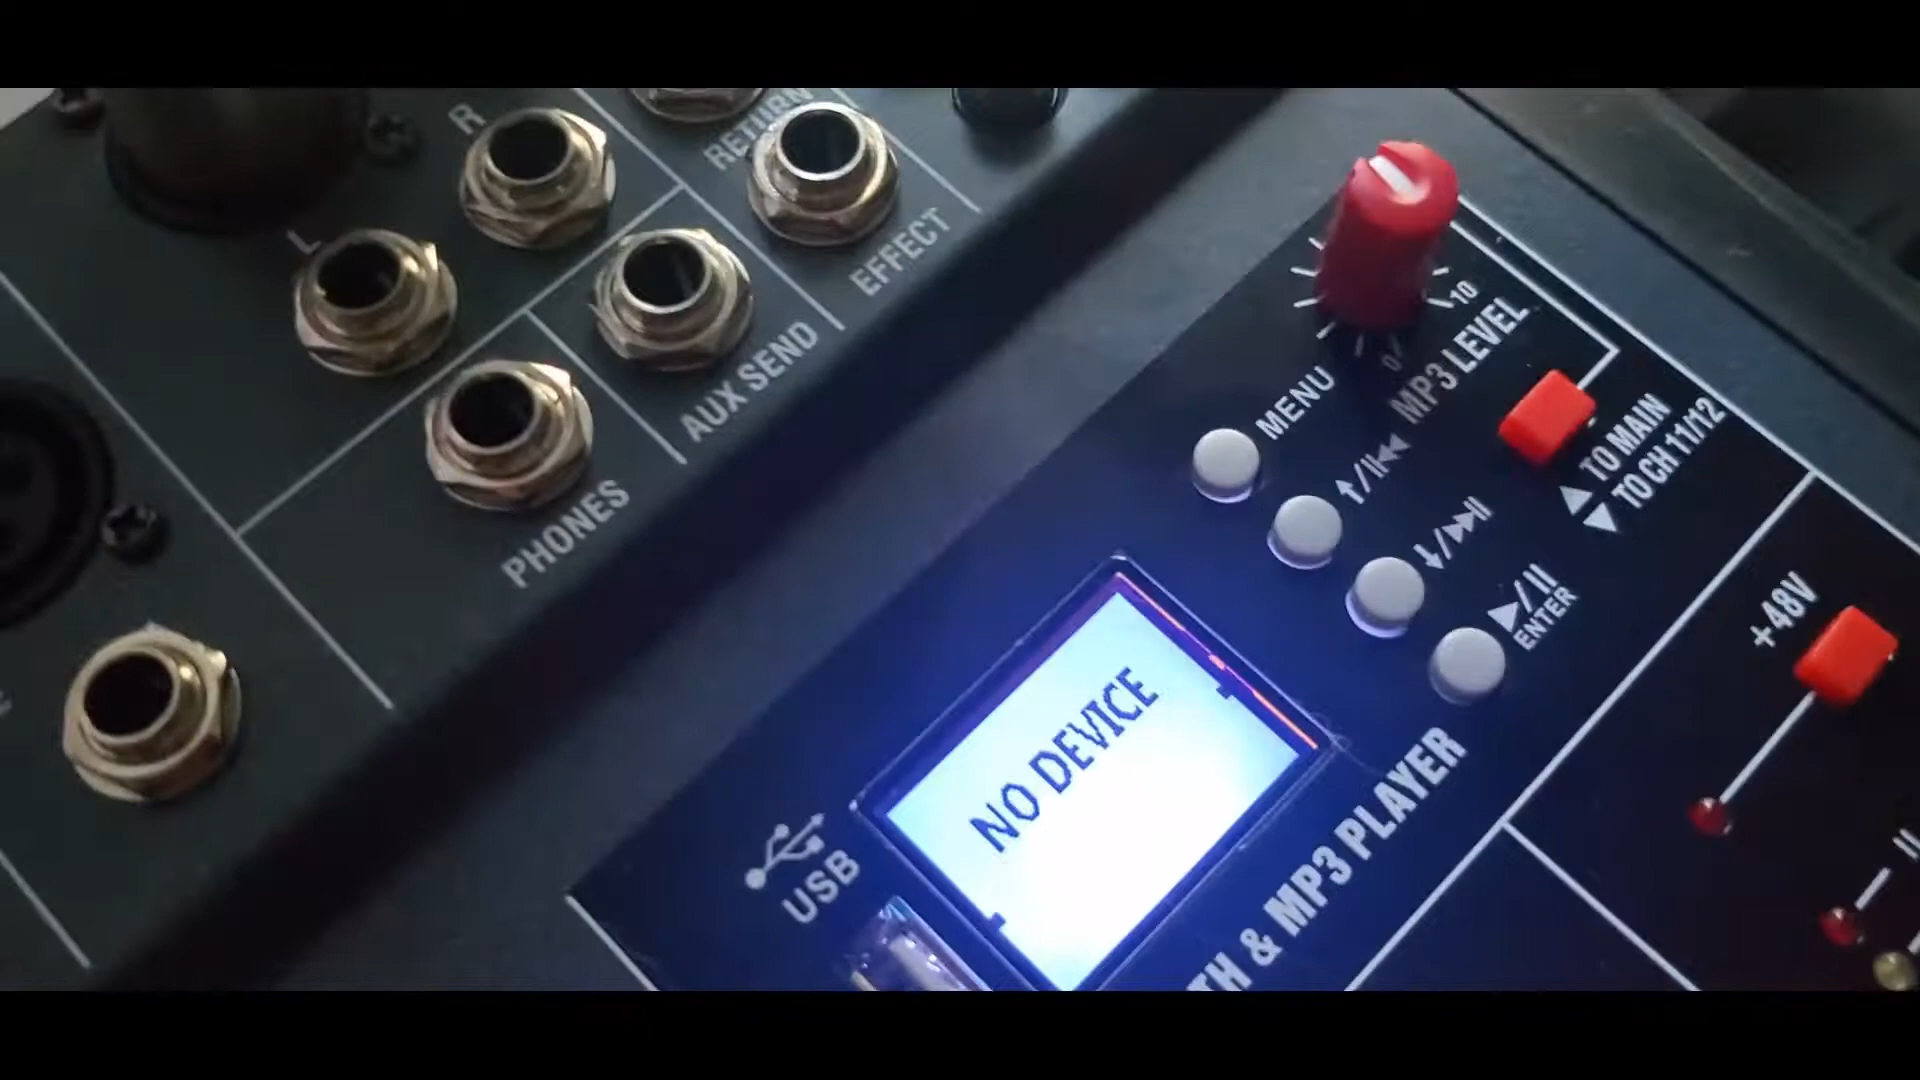 R
RETURN
L
EFFECT
AUX SEND
PHONES
10
0
MP3 LEVEL
MENU
TO MAIN
TO CH 11/12
ENTER
+48V
NO DEVICE
USB
TH & MP3 PLAYER